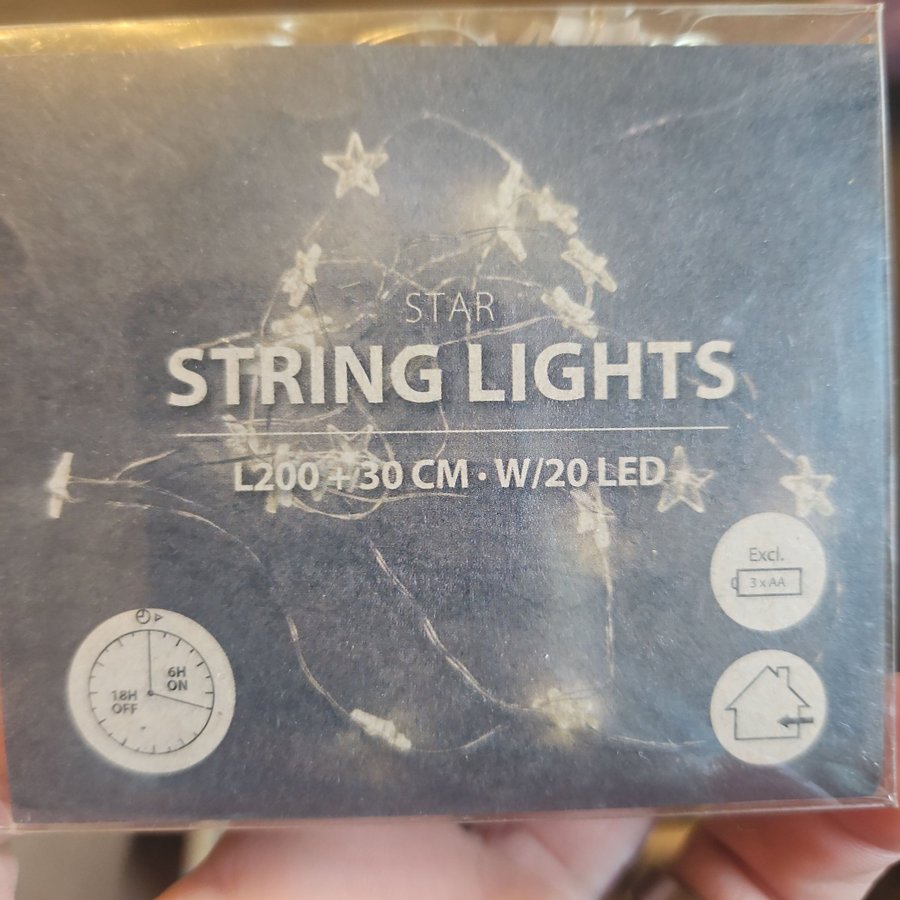 STAR
STRING LIGHTS
L200 + 30 CM · W/20 LED
Excl.
3 x AA
6H
ON
18H
OFF